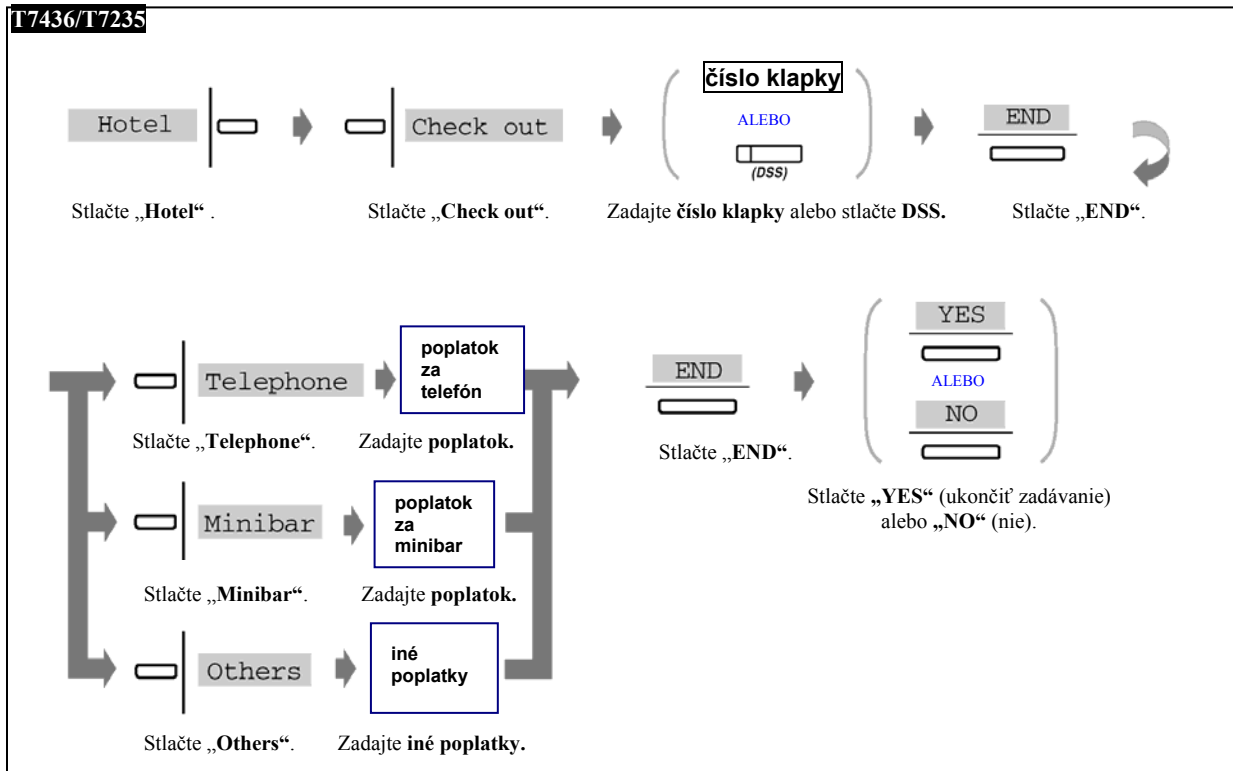 T7436/T7235
Hotel
Check out
číslo klapky
ALEBO
(DSS)
END
Stlačte „Hotel“ .
Stlačte „Check out“.
Zadajte číslo klapky alebo stlačte DSS.
Stlačte „END“.
Telephone
poplatok
za
telefón
Stlačte „Telephone“.
Zadajte poplatok.
Minibar
poplatok
za
minibar
Stlačte „Minibar“.
Zadajte poplatok.
Others
iné
poplatky
Stlačte „Others“.
Zadajte iné poplatky.
END
Stlačte „END“.
YES
ALEBO
NO
Stlačte „YES“ (ukončiť zadávanie)
alebo „NO“ (nie).